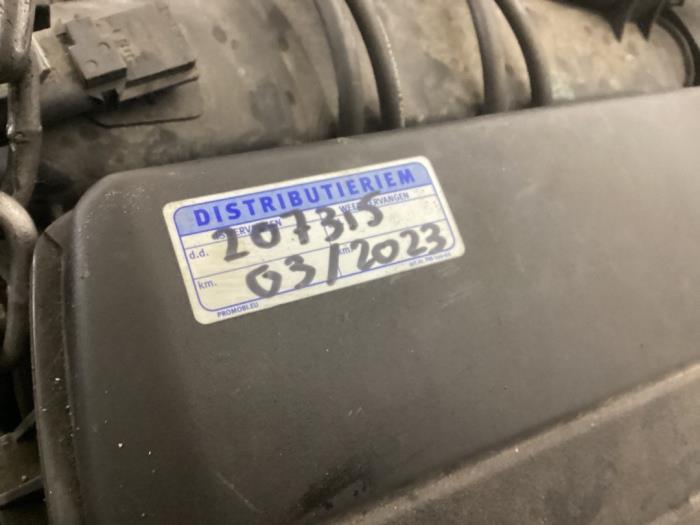 DISTRIBUTIERIEM
d.d. 207315
km. 03/2023 km
PROMOBLEU